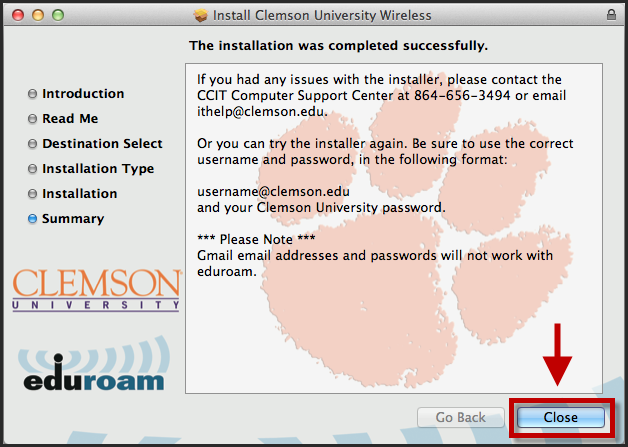 Install Clemson University Wireless
The installation was completed successfully.
Introduction
Read Me
Destination Select
Installation Type
Installation
Summary
CLEMSON
UNIVERSITY
eduroam
If you had any issues with the installer, please contact the
CCIT Computer Support Center at 864-656-3494 or email
ithelp@clemson.edu.
Or you can try the installer again. Be sure to use the correct
username and password, in the following format:
username@clemson.edu
and your Clemson University password.
*** Please Note ***
Gmail email addresses and passwords will not work with
eduroam.
Go Back
Close